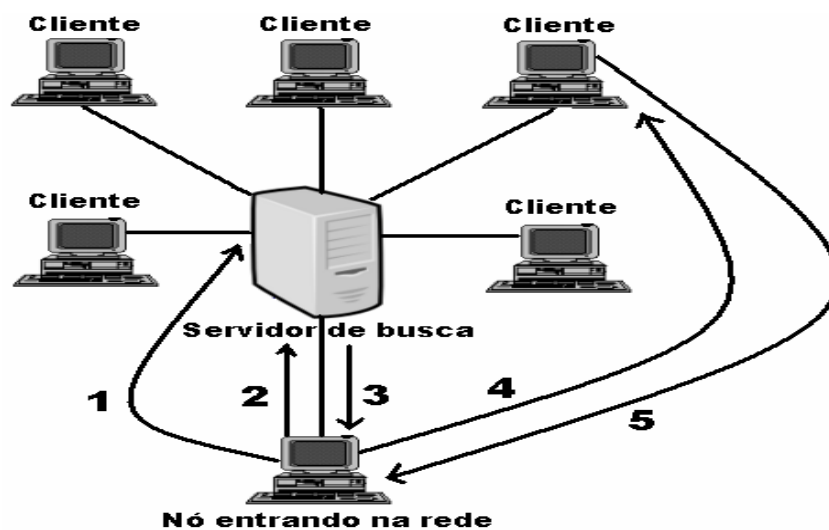 Cliente
Cliente
Cliente
Cliente
Cliente
Servidor de busca
1
2
3
4
5
Nó entrando na rede